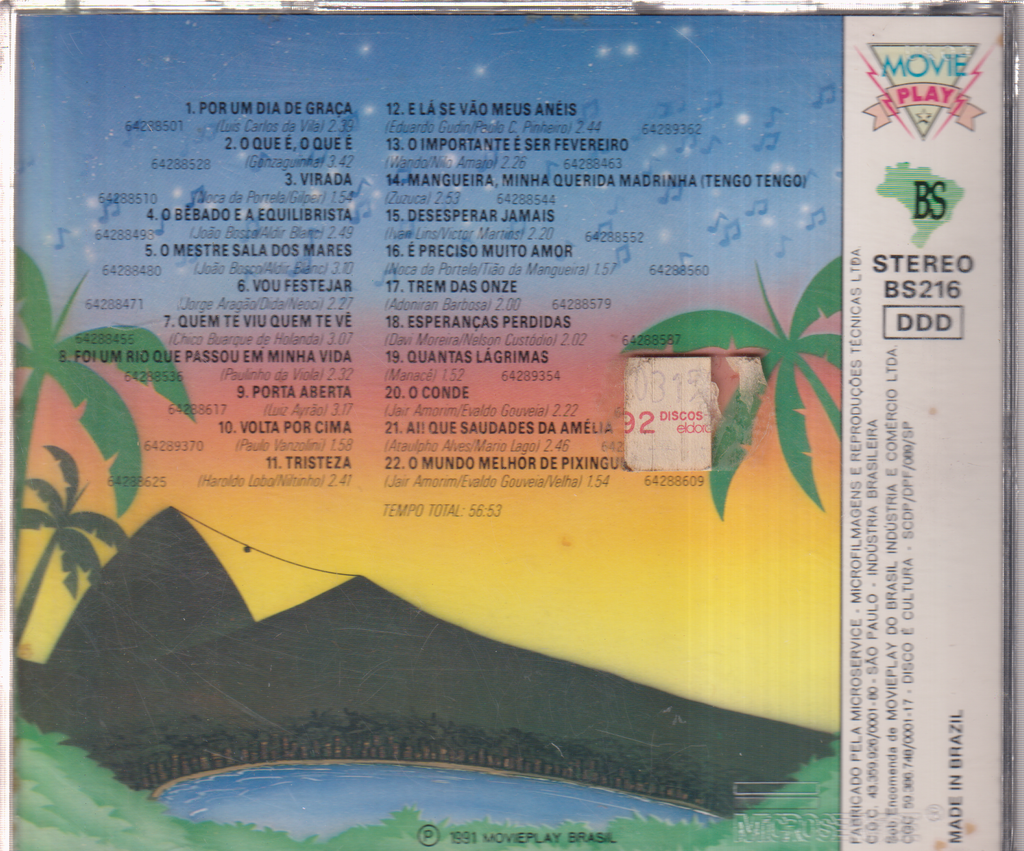 1. POR UM DIA DE GRAÇA
64288501 (Luis Carlos da Vila) 2.39
2. O QUE É, O QUE É
64288528 (Gonzaguinha) 3.42
3. VIRADA
64288510 (Noca da Portela/Gilper) 1.54
4. O BÊBADO E A EQUILIBRISTA
64288498 (João Bosco/Aldir Blanc) 2.49
5. O MESTRE SALA DOS MARES
64288480 (João Bosco/Aldir Blanc) 3.10
6. VOU FESTEJAR
64288471 (Jorge Aragão/Dida/Neoci) 2.27
7. QUEM TE VIU QUEM TE VÊ
64288455 (Chico Buarque de Holanda) 3.07
8. FOI UM RIO QUE PASSOU EM MINHA VIDA
64288536 (Paulinho da Viola) 2.32
9. PORTA ABERTA
64288617 (Luiz Ayrão) 3.17
10. VOLTA POR CIMA
64289370 (Paulo Vanzolini) 1.58
11. TRISTEZA
64288625 (Haroldo Lobo/Niltinho) 2.41
12. E LÁ SE VÃO MEUS ANÉIS
(Eduardo Gudin/Paulo C. Pinheiro) 2.44 64289362
13. O IMPORTANTE É SER FEVEREIRO
(Wando/Nilo Amaro) 2.26 64288463
14. MANGUEIRA, MINHA QUERIDA MADRINHA (TENGO TENGO)
(Zuzuca) 2.53 64288544
15. DESESPERAR JAMAIS
(Ivan Lins/Victor Martins) 2.20 64288552
16. É PRECISO MUITO AMOR
(Noca da Portela/Tião da Mangueira) 1.57 64288560
17. TREM DAS ONZE
(Adoniran Barbosa) 2.00 64288579
18. ESPERANÇAS PERDIDAS
(Davi Moreira/Nelson Custódio) 2.02 64288587
19. QUANTAS LÁGRIMAS
(Manacé) 1.52 64289354
20. O CONDE
(Jair Amorim/Evaldo Gouveia) 2.22
21. AI! QUE SAUDADES DA AMÉLIA
(Ataulpho Alves/Mario Lago) 2.46
22. O MUNDO MELHOR DE PIXINGU
(Jair Amorim/Evaldo Gouveia/Velha) 1.54 64288609
TEMPO TOTAL: 56:53
92 DISCOS
eldorado
℗ 1991 MOVIEPLAY BRASIL
MOVIE
PLAY
BS
STEREO
BS216
DDD
FABRICADO PELA MICROSERVICE - MICROFILMAGENS E REPRODUÇÕES TÉCNICAS LTDA
C.G.C. 43.359.926/0001-80 - SÃO PAULO - INDÚSTRIA BRASILEIRA
Sob Encomenda de MOVIEPLAY DO BRASIL INDÚSTRIA E COMÉRCIO LTDA.
- DISCO É CULTURA - SCDP/DPF/089/SP
MADE IN BRAZIL